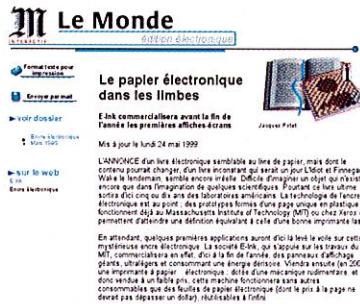 Le Monde
INTERACTIF
édition électronique
Format texte pour
impression
Envoyer par mail
voir dossier
Encre électronique
Mars 1999
sur le web
E-Ink
Encre électronique
Le papier électronique
dans les limbes
E-Ink commercialisera avant la fin de
l'année les premières affiches-écrans
Jacques Potet
Mis à jour le lundi 24 mai 1999
L'ANNONCE d'un livre électronique semblable au livre de papier, mais dont le
contenu pourrait changer, d'un livre inconstant qui serait un jour L'Idiot et Finnegan
Wake le lendemain, semble encore irréelle. Difficile d'imaginer un objet qui n'existe
encore que dans l'imagination de quelques scientifiques. Pourtant ce livre ultime
sortira d'ici cinq ou dix ans des laboratoires américains. La technologie de l'encre
électronique est au point ; des prototypes formés d'une page unique en plastique
fonctionnent déjà au Massachusetts Institute of Technology (MIT) ou chez Xerox e
permettent d'atteindre une définition équivalant à celle d'une bonne imprimante las
En attendant, quelques premières applications auront d'ici là levé le voile sur cette
mystérieuse encre électronique. La société E-Ink, qui s'appuie sur les travaux du
MIT, commercialisera en effet, d'ici à la fin de l'année, des panneaux d'affichage
géants, ultralégers et consommant une énergie dérisoire. Viendra ensuite (en 200
une imprimante à papier électronique : dotée d'une mécanique rudimentaire, et
donc vendue à un faible prix, cette machine fonctionnera sans autres
consommables que des feuilles de papier électronique (dont le prix à la page ne
devrait pas dépasser un dollar), réutilisables à l'infini.